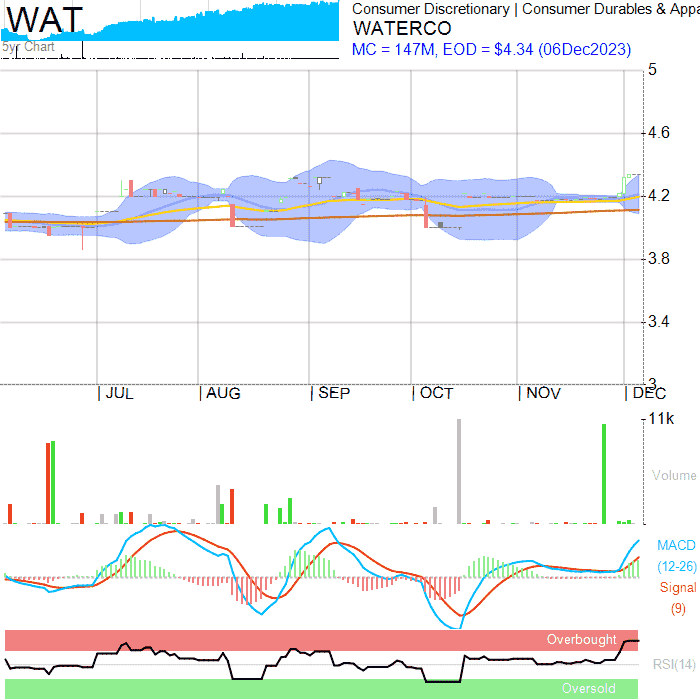 WAT
5yr Chart
Consumer Discretionary | Consumer Durables & Appa
WATERCO
MC = 147M, EOD = $4.34 (06Dec2023)
5
4.6
4.2
3.8
3.4
3
| JUL | AUG | SEP | OCT | NOV | DEC
11k
Volume
MACD
(12-26)
Signal
(9)
Overbought
RSI(14)
Oversold